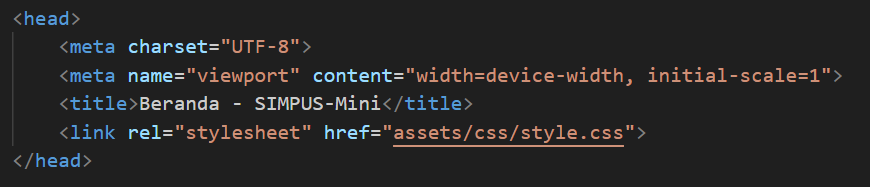 <head>
<meta charset="UTF-8">
<meta name="viewport" content="width=device-width, initial-scale=1">
<title>Beranda - SIMPUS-Mini</title>
<link rel="stylesheet" href="assets/css/style.css">
</head>